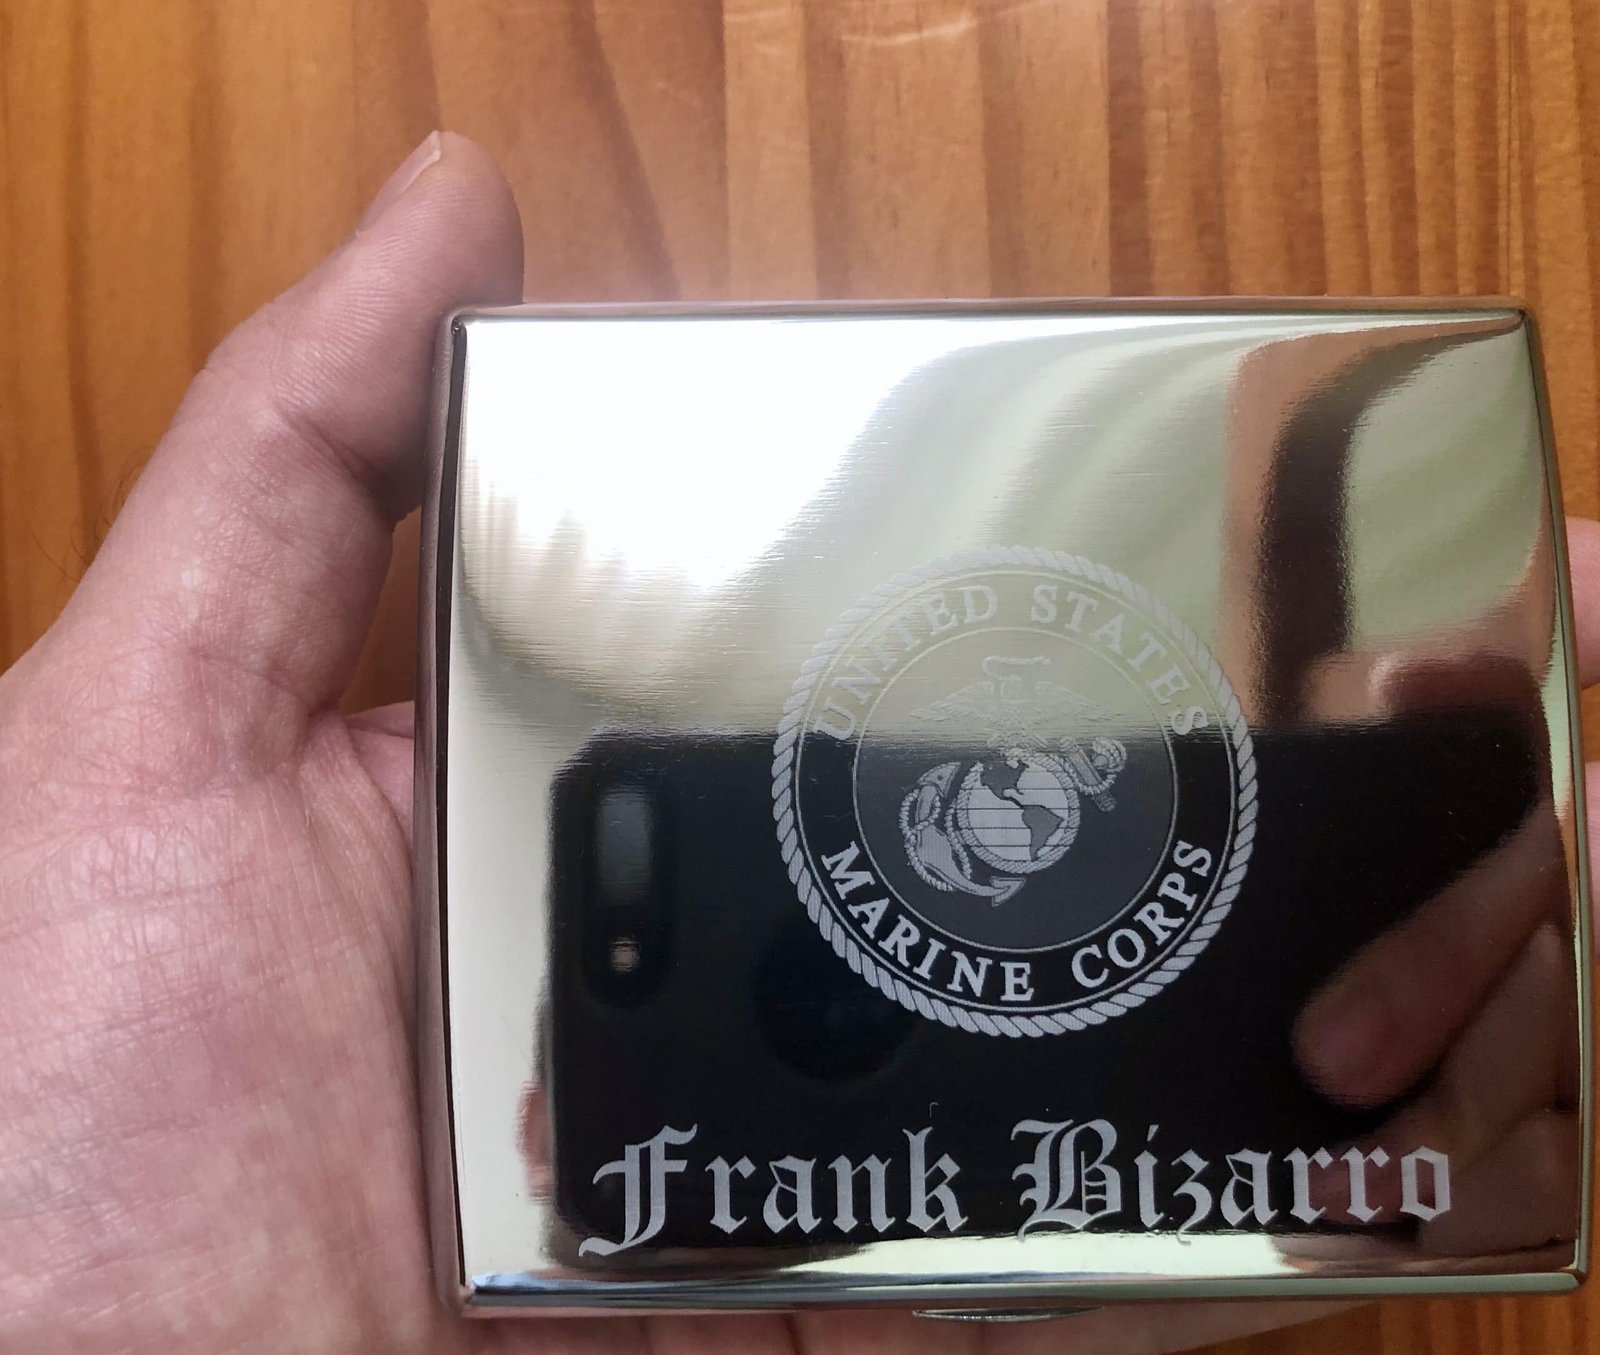 UNITED STATES
MARINE CORPS
Frank Bizarro